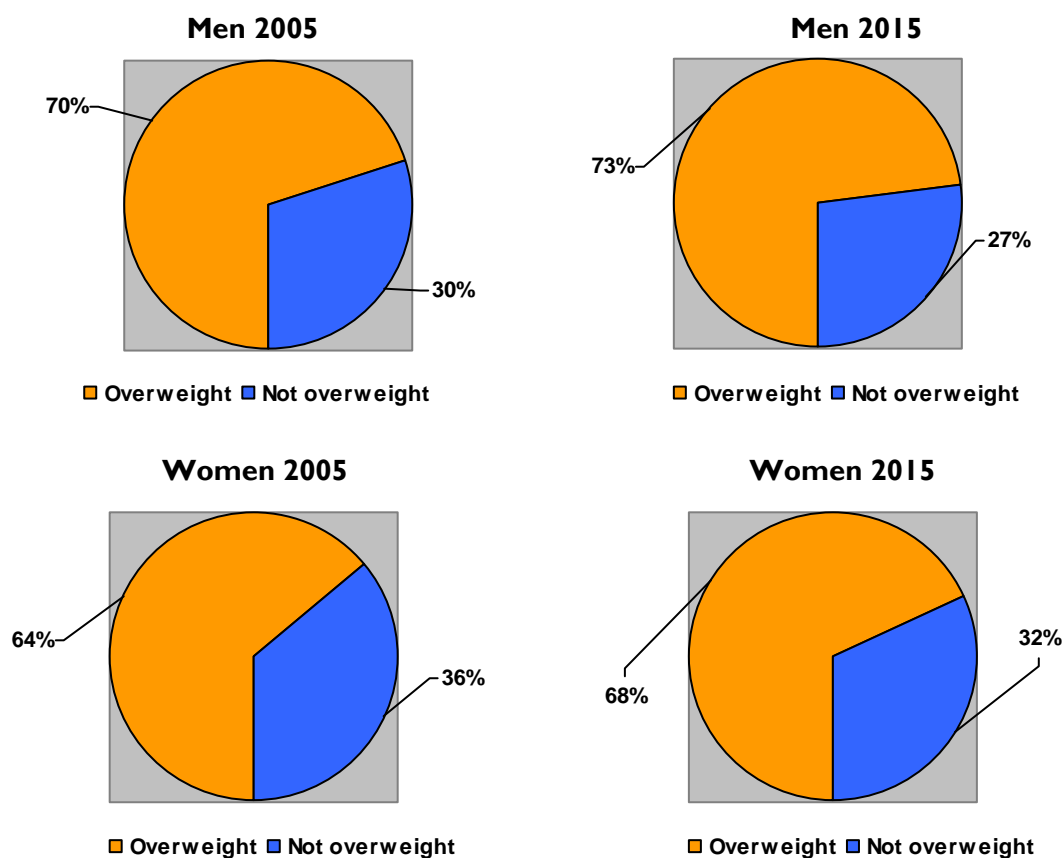 Men 2005
Men 2015
70%
30%
73%
27%
Overweight Not overweight
Overweight Not overweight
Women 2005
Women 2015
64%
36%
68%
32%
Overweight Not overweight
Overweight Not overweight